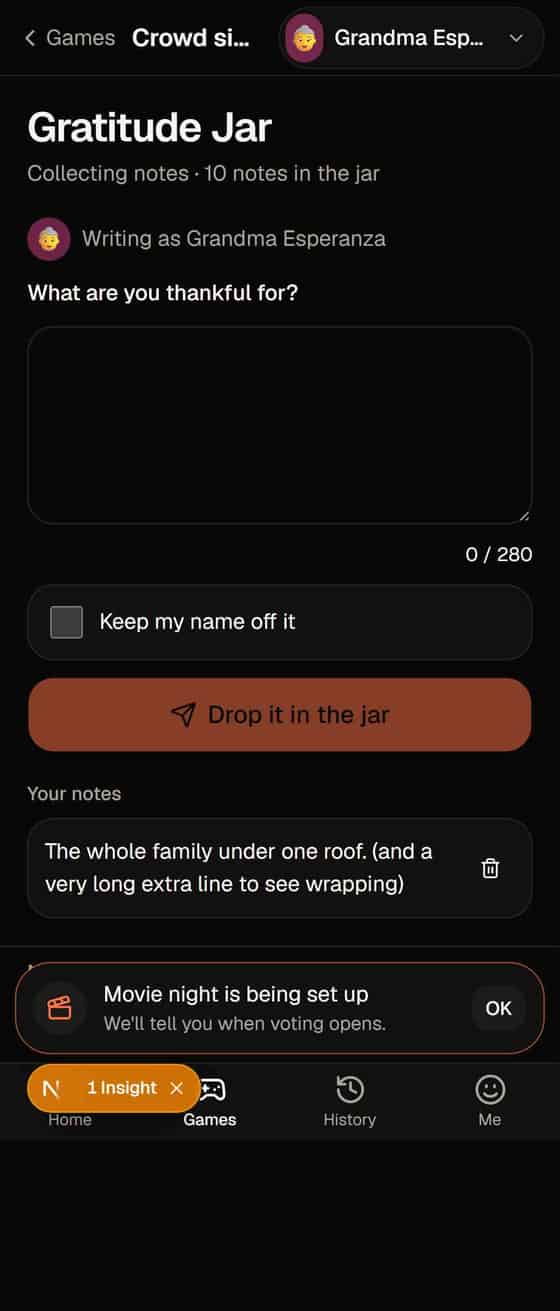 Games Crowd si... Grandma Esp...
Gratitude Jar
Collecting notes · 10 notes in the jar
Writing as Grandma Esperanza
What are you thankful for?
0 / 280
Keep my name off it
Drop it in the jar
Your notes
The whole family under one roof. (and a
very long extra line to see wrapping)
Movie night is being set up
We'll tell you when voting opens.
OK
N 1 Insight
Home Games History Me